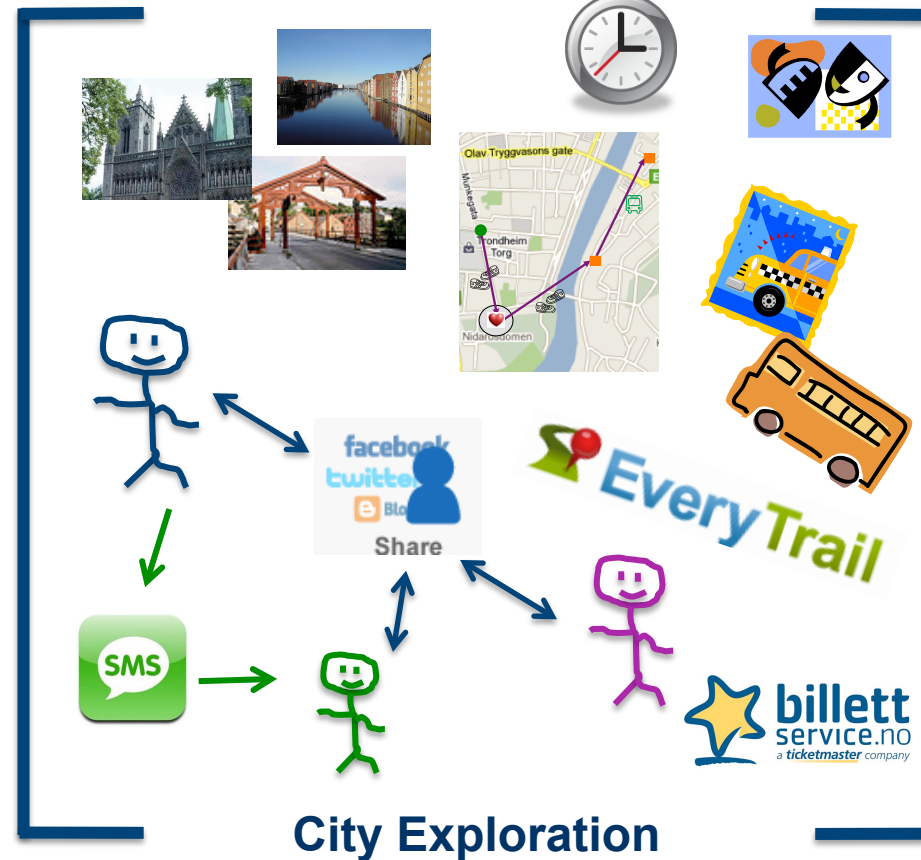 Olav Tryggvasons gate
E
Munkegata
Trondheim
Torg
Nidarosdomen
K
facebook
twitter
Blo
Share
EveryTrail
SMS
billett
service.no
a ticketmaster company
City Exploration